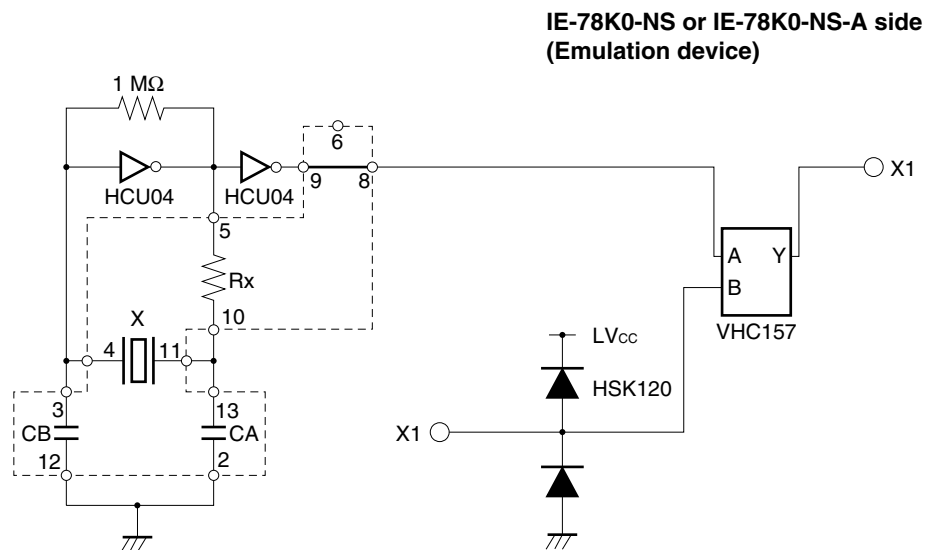 IE-78K0-NS or IE-78K0-NS-A side
(Emulation device)
1 MΩ
6
HCU04
HCU04
9
8
X1
5
A
Y
Rx
B
10
X
VHC157
LVCC
4
11
HSK120
3
13
CB
CA
X1
12
2